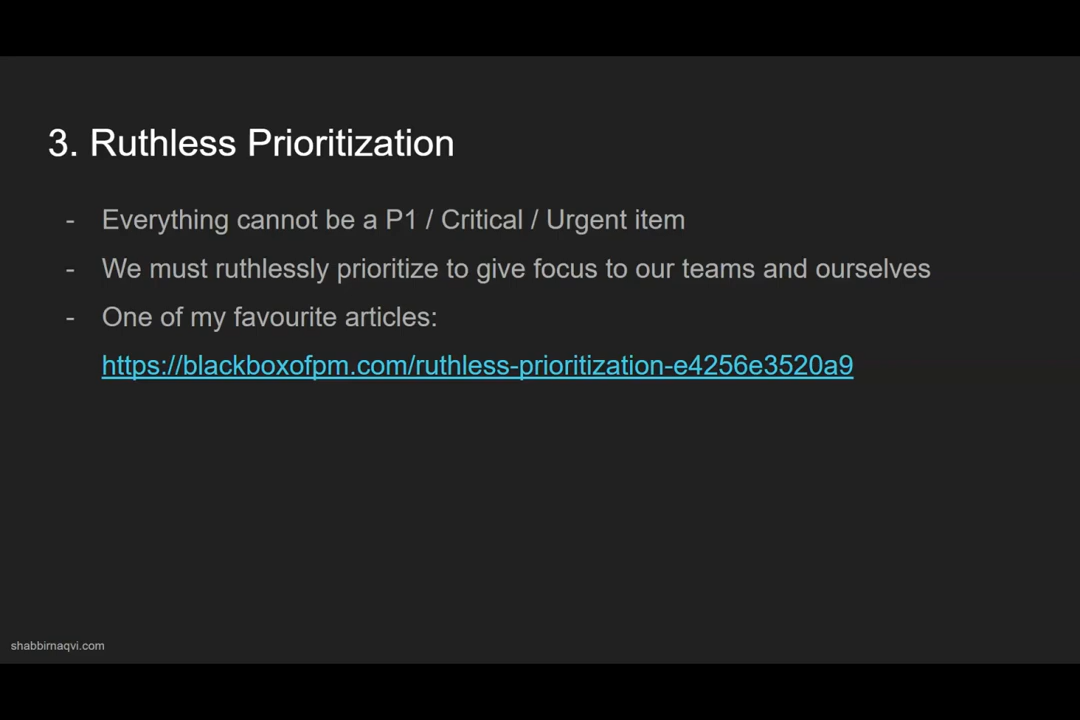 3. Ruthless Prioritization
- Everything cannot be a P1 / Critical / Urgent item
- We must ruthlessly prioritize to give focus to our teams and ourselves
- One of my favourite articles:
https://blackboxofpm.com/ruthless-prioritization-e4256e3520a9
shabbirnaqvi.com